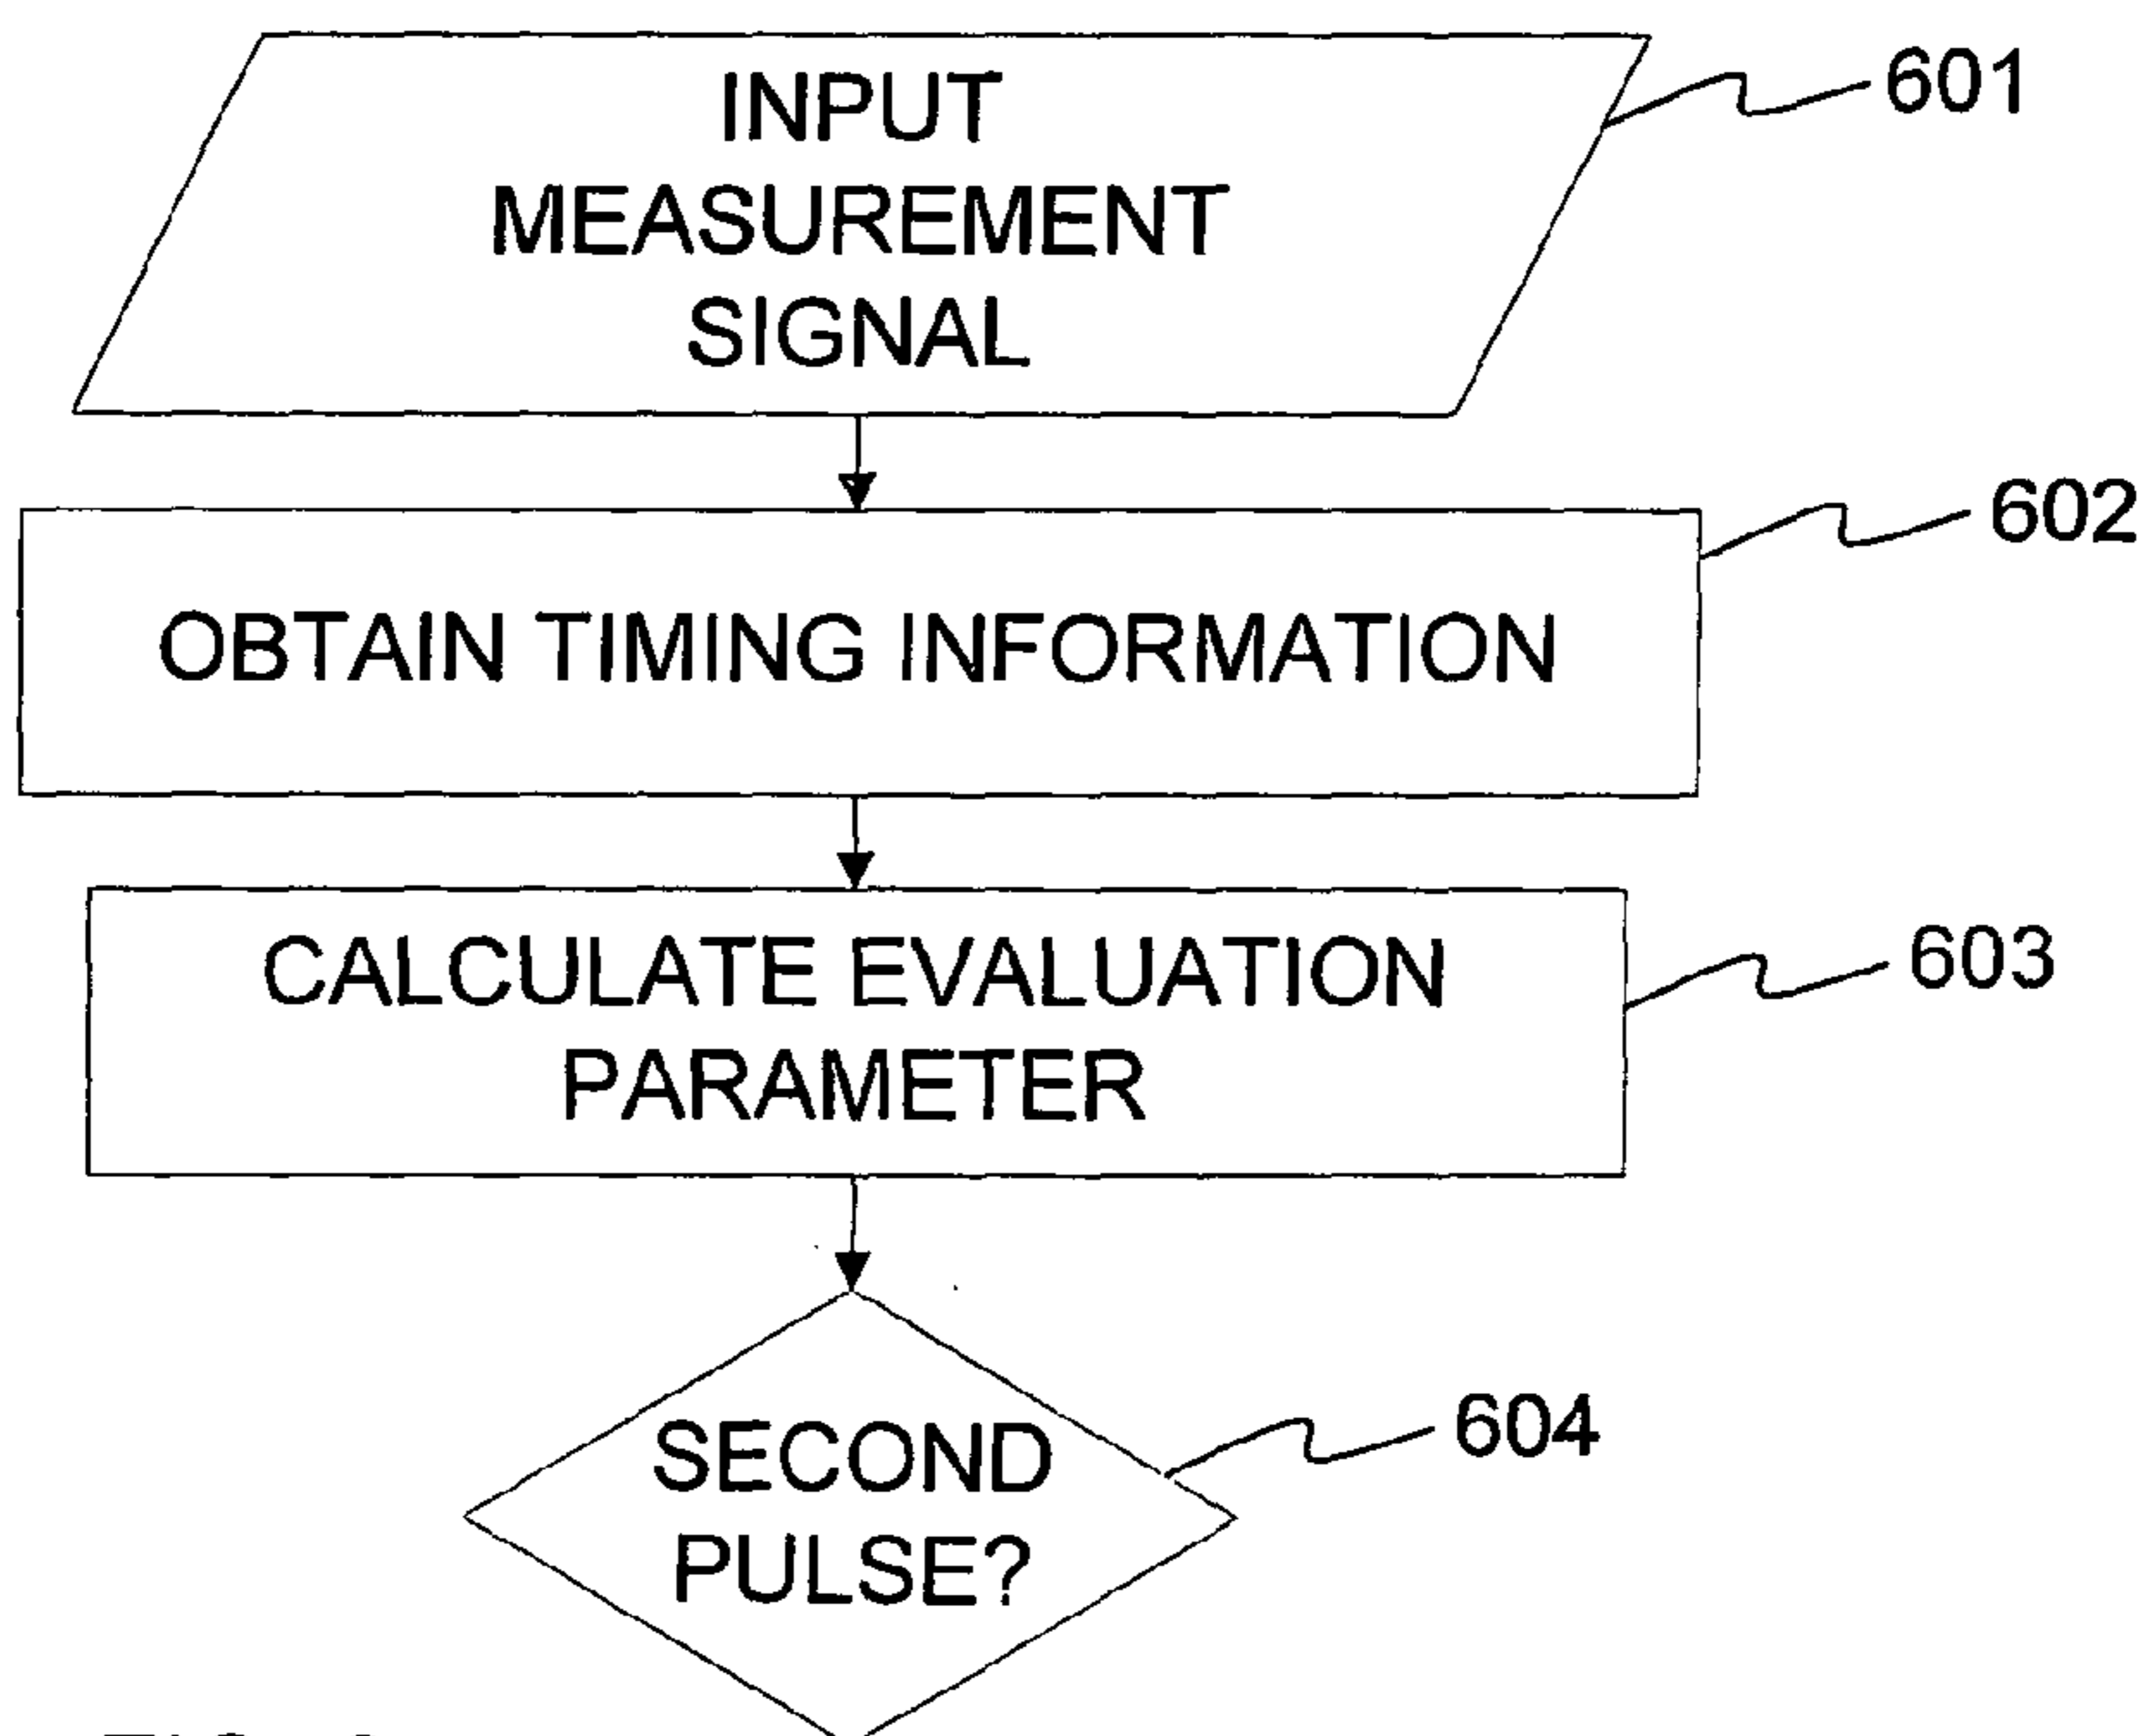 INPUT
MEASUREMENT
SIGNAL
601
602
OBTAIN TIMING INFORMATION
CALCULATE EVALUATION
PARAMETER
603
SECOND
PULSE?
604